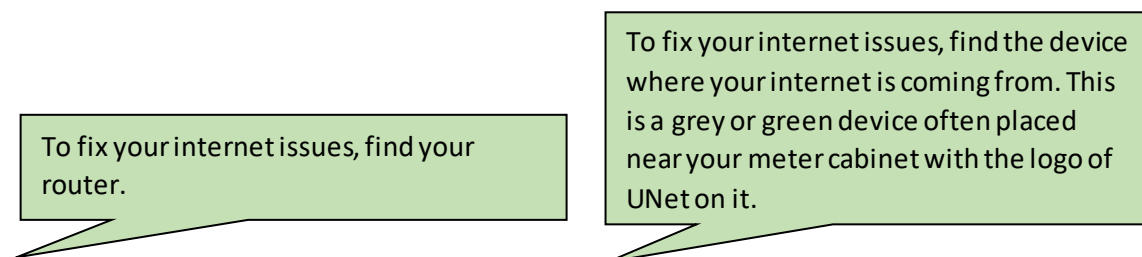 To fix your internet issues, find your
router.
To fix your internet issues, find the device
where your internet is coming from. This
is a grey or green device often placed
near your meter cabinet with the logo of
UNet on it.